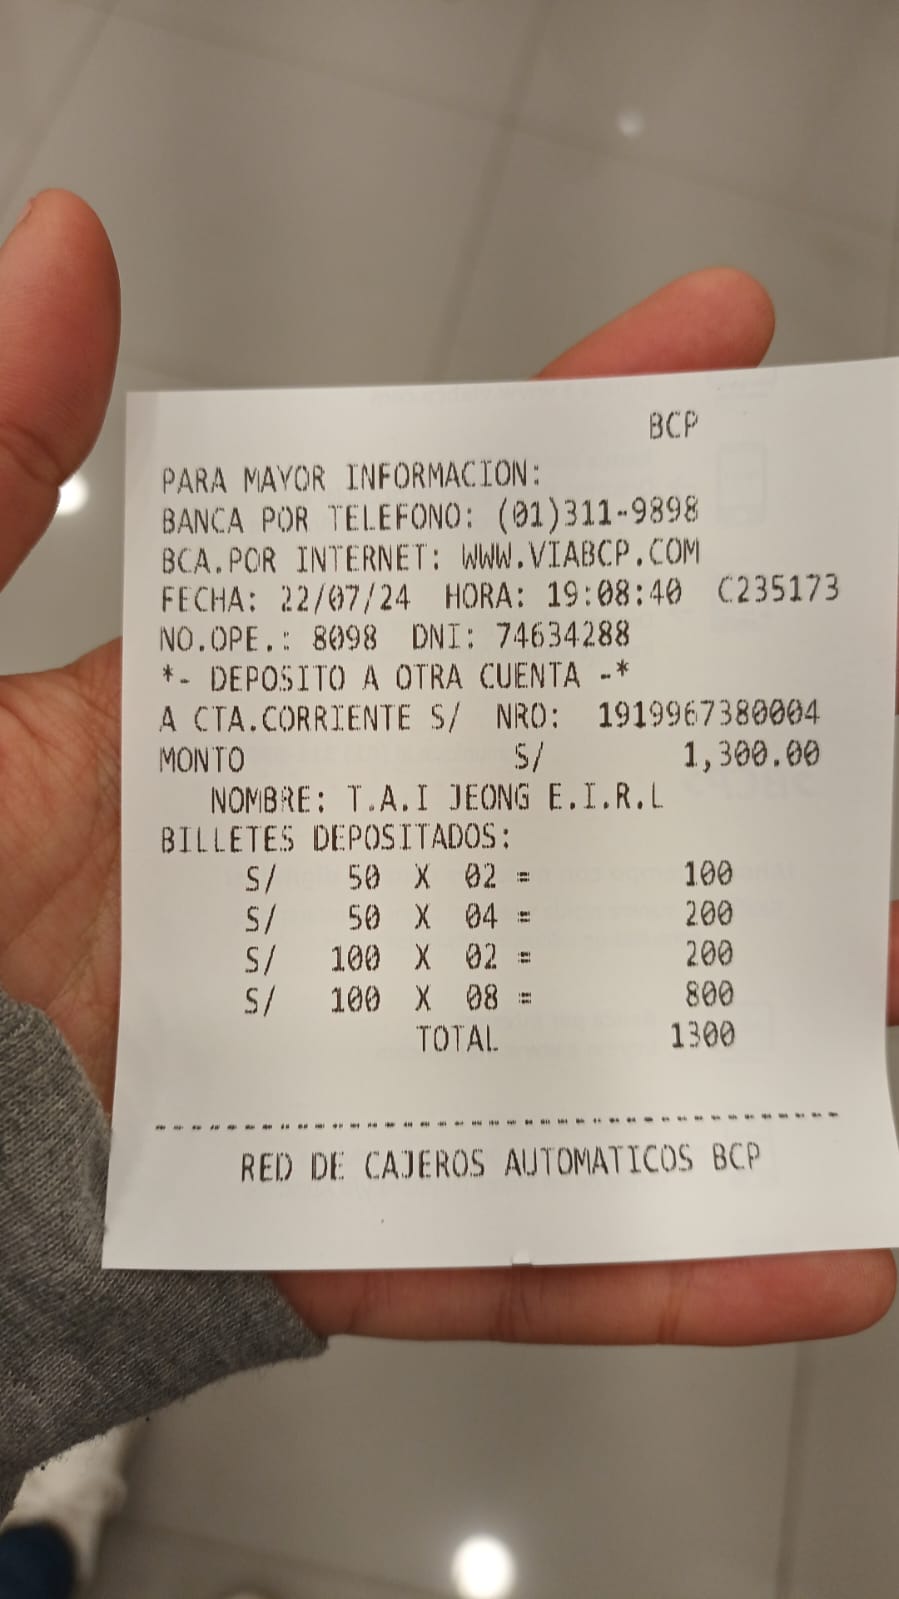 BCP
PARA MAYOR INFORMACION:
BANCA POR TELEFONO: (01)311-9898
BCA.POR INTERNET: WWW.VIABCP.COM
FECHA: 22/07/24 HORA: 19:08:40 C235173
NO.OPE.: 8098 DNI: 74634288
*- DEPOSITO A OTRA CUENTA -*
A CTA.CORRIENTE S/ NRO: 1919967380004
MONTO S/ 1,300.00
NOMBRE: T.A.I JEONG E.I.R.L
BILLETES DEPOSITADOS:
S/ 50 X 02 = 100
S/ 50 X 04 = 200
S/ 100 X 02 = 200
S/ 100 X 08 = 800
TOTAL 1300
-----------------------------------------
RED DE CAJEROS AUTOMATICOS BCP